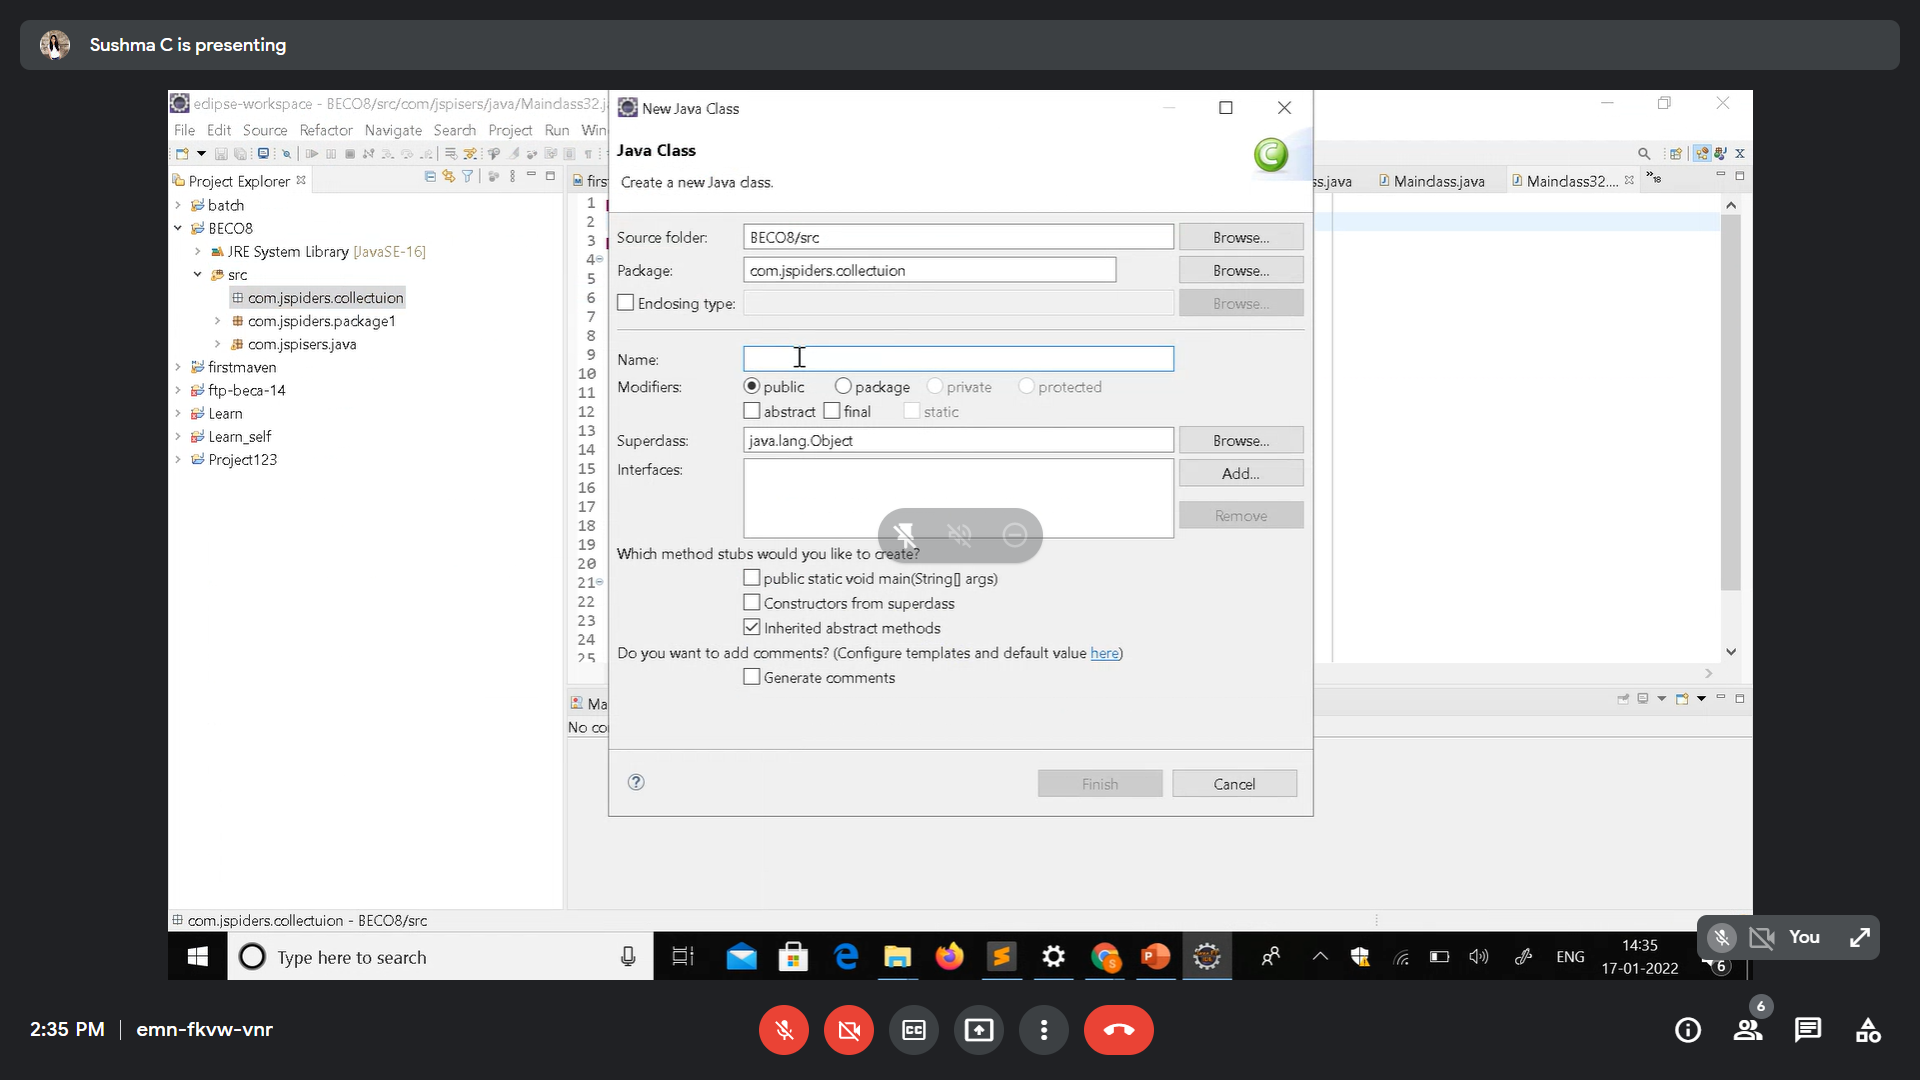 Sushma C is presenting
eclipse-workspace - BECO8/src/com/jspisers/java/Mainclass32.j
New Java Class
File Edit Source Refactor Navigate Search Project Run Win
Java Class
Create a new Java class.
Project Explorer
firs
ss.java
Mainclass.java
Mainclass32....
»18
batch
BECO8
JRE System Library [JavaSE-16]
src
com.jspiders.collectuion
com.jspiders.package1
com.jspisers.java
firstmaven
ftp-beca-14
Learn
Learn_self
Project123
1
2
3
4
5
6
7
8
9
10
11
12
13
14
15
16
17
18
19
20
21
22
23
24
25
Source folder: BECO8/src Browse...
Package: com.jspiders.collectuion Browse...
Enclosing type: Browse...
Name:
Modifiers: public package private protected
abstract final static
Superclass: java.lang.Object Browse...
Interfaces: Add...
Remove
Which method stubs would you like to create?
public static void main(String[] args)
Constructors from superclass
Inherited abstract methods
Do you want to add comments? (Configure templates and default value here)
Generate comments
Ma
No co
Finish Cancel
com.jspiders.collectuion - BECO8/src
Type here to search
ENG
14:35
17-01-2022
6
You
2:35 PM | emn-fkvw-vnr
CC
6